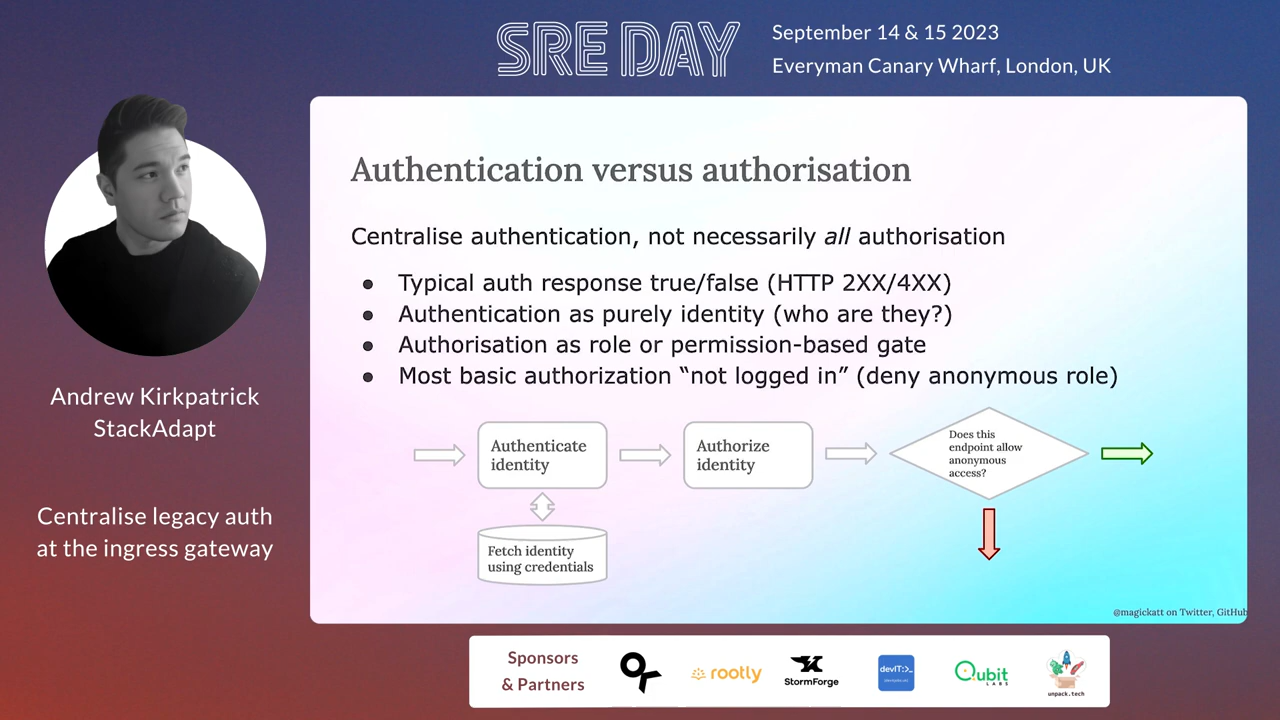 SRE DAY
September 14 & 15 2023
Everyman Canary Wharf, London, UK
Andrew Kirkpatrick
StackAdapt
Centralise legacy auth
at the ingress gateway
Authentication versus authorisation
Centralise authentication, not necessarily all authorisation
● Typical auth response true/false (HTTP 2XX/4XX)
● Authentication as purely identity (who are they?)
● Authorisation as role or permission-based gate
● Most basic authorization “not logged in” (deny anonymous role)
Authenticate
identity
Authorize
identity
Does this
endpoint allow
anonymous
access?
Fetch identity
using credentials
@magickatt on Twitter, GitHub
Sponsors
& Partners
rootly
StormForge
devIT:>_
Qubit
LABS
unpack.tech